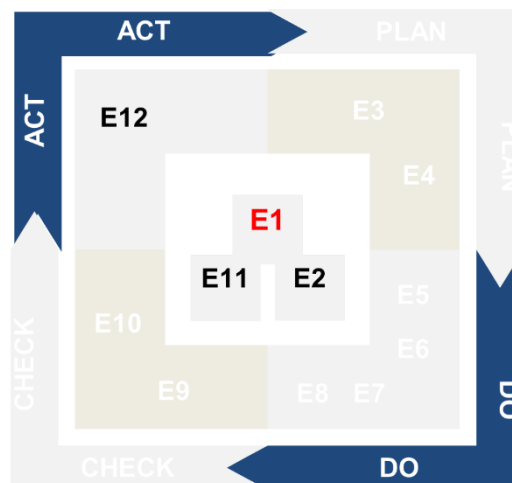 ACT
PLAN
ACT
PLAN
E12
E3
E4
E1
E11
E2
E5
E10
E6
E9
E8
E7
CHECK
DO
CHECK
DO